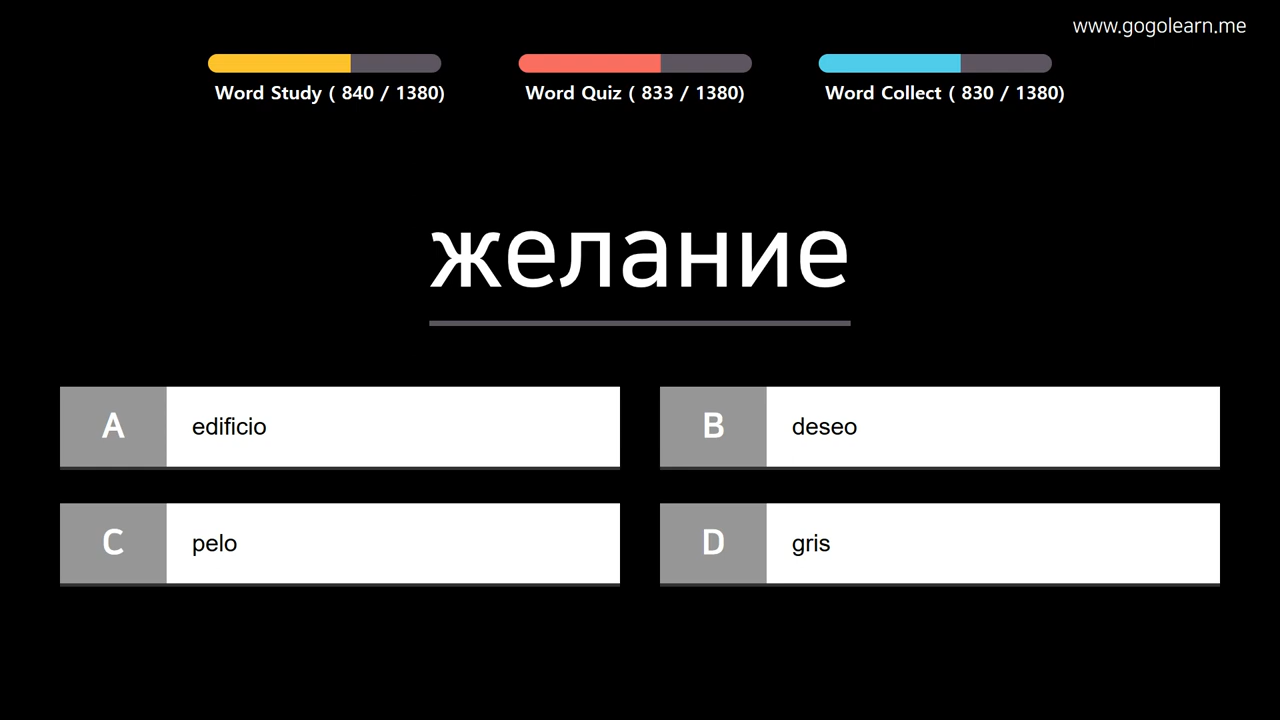 www.gogolearn.me
Word Study ( 840 / 1380)
Word Quiz ( 833 / 1380)
Word Collect ( 830 / 1380)
желание
A edificio
B deseo
C pelo
D gris